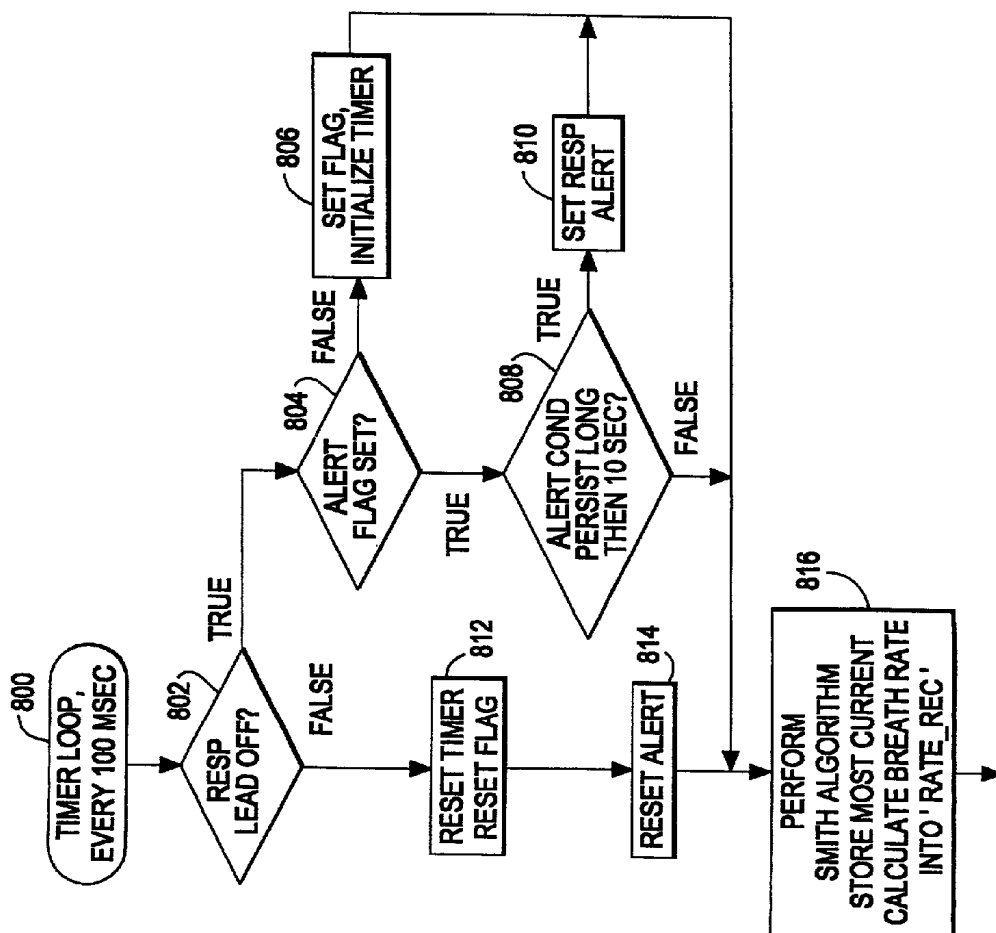 800
TIMER LOOP,
EVERY 100 MSEC
802
RESP
LEAD OFF?
TRUE
FALSE
804
ALERT
FLAG SET?
FALSE
TRUE
806
SET FLAG,
INITIALIZE TIMER
808
ALERT COND
PERSIST LONG
THEN 10 SEC?
TRUE
FALSE
810
SET RESP
ALERT
812
RESET TIMER
RESET FLAG
814
RESET ALERT
816
PERFORM
SMITH ALGORITHM
STORE MOST CURRENT
CALCULATE BREATH RATE
INTO ' RATE_REC'